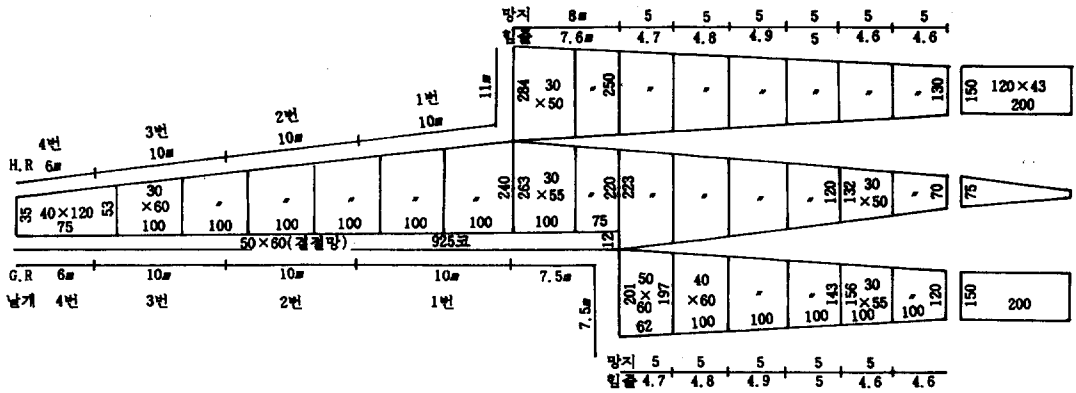 망지 8m 5 5 5 5 5 5
힘줄 7.6m 4.7 4.8 4.9 5 4.6 4.6
11m 284 30 ×50 〃 250 〃 〃 〃 〃 〃 130 150 120×43 200
4번 3번 2번 1번
H.R 6m 10m 10m 10m
35 40×120 75 53 30 ×60 100 〃 100 〃 100 〃 100 〃 100 〃 100 240 263 30 ×55 100 〃 75 220 223 〃 〃 〃 〃 120 132 30 ×50 〃 70 75
50×60(결절망) 925코 12
G.R 6m 10m 10m 10m 7.5m
날개 4번 3번 2번 1번
7.5m 201 50 × 60 62 197 40 ×60 100 〃 100 〃 100 143 156 30 ×55 100 〃 100 120 150 200
망지 5 5 5 5 5
힘줄 4.7 4.8 4.9 5 4.6 4.6